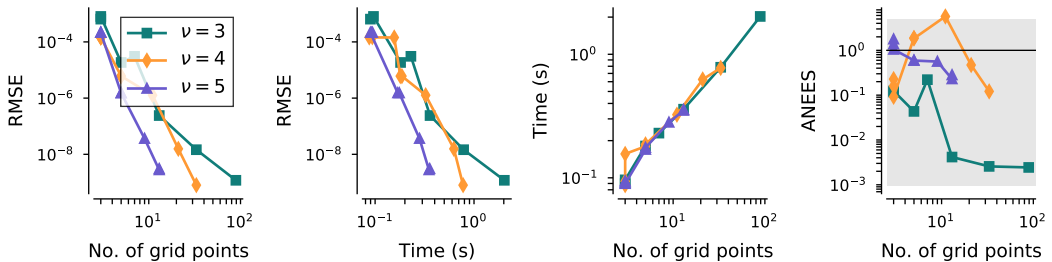 RMSE
10⁻⁴
10⁻⁶
10⁻⁸
ν = 3
ν = 4
ν = 5
10¹
10²
No. of grid points
RMSE
10⁻⁴
10⁻⁶
10⁻⁸
10⁻¹
10⁰
Time (s)
Time (s)
10⁰
10⁻¹
10¹
10²
No. of grid points
ANEES
10⁰
10⁻¹
10⁻²
10⁻³
10¹
10²
No. of grid points